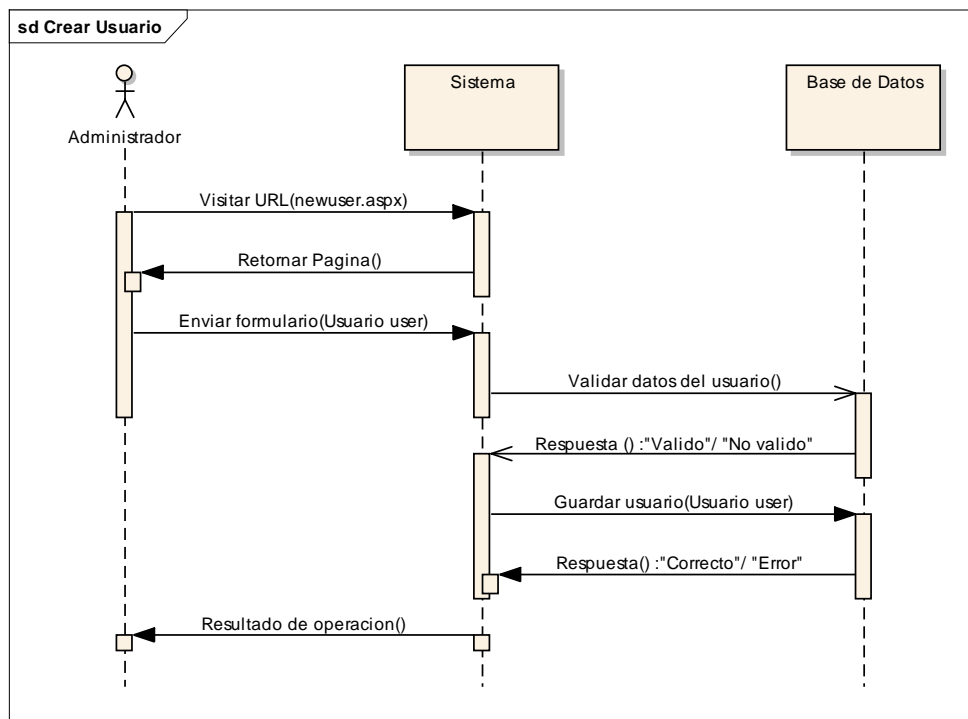 sd Crear Usuario
Administrador
Sistema
Base de Datos
Visitar URL(newuser.aspx)
Retornar Pagina()
Enviar formulario(Usuario user)
Validar datos del usuario()
Respuesta () :"Valido"/ "No valido"
Guardar usuario(Usuario user)
Respuesta() :"Correcto"/ "Error"
Resultado de operacion()